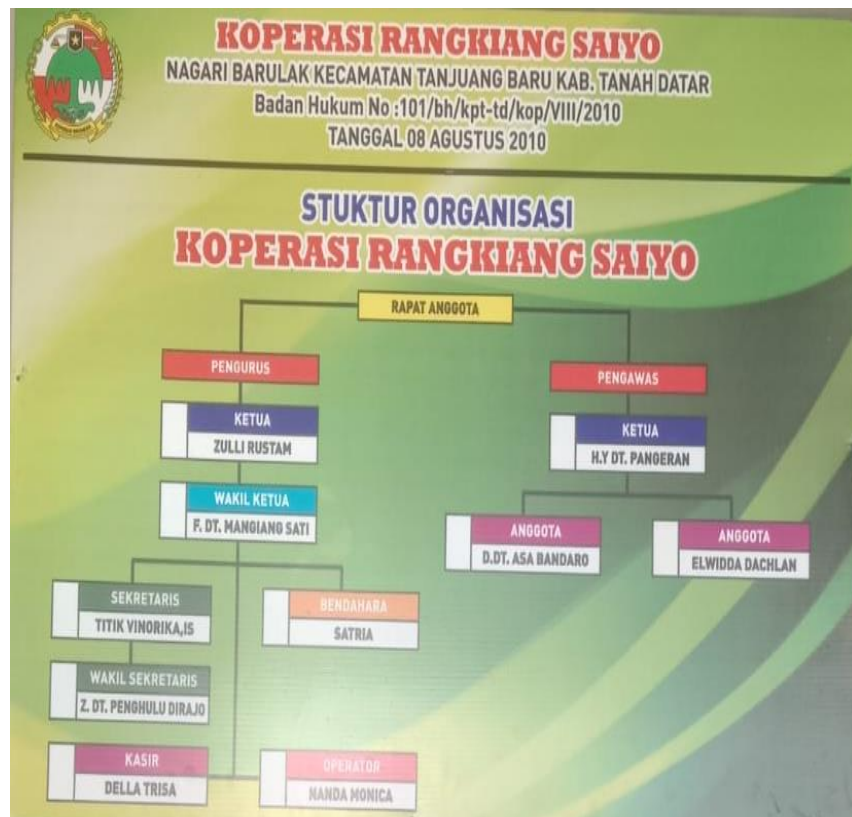 KOPERASI RANGKIANG SAIYO
NAGARI BARULAK KECAMATAN TANJUANG BARU KAB. TANAH DATAR
Badan Hukum No :101/bh/kpt-td/kop/VIII/2010
TANGGAL 08 AGUSTUS 2010
STUKTUR ORGANISASI
KOPERASI RANGKIANG SAIYO
RAPAT ANGGOTA
PENGURUS
KETUA
ZULLI RUSTAM
WAKIL KETUA
F. DT. MANGIANG SATI
SEKRETARIS
TITIK VINORIKA,IS
BENDAHARA
SATRIA
WAKIL SEKRETARIS
Z. DT. PENGHULU DIRAJO
KASIR
DELLA TRISA
OPERATOR
NANDA MONICA
PENGAWAS
KETUA
H.Y DT. PANGERAN
ANGGOTA
D.DT. ASA BANDARO
ANGGOTA
ELWIDDA DACHLAN